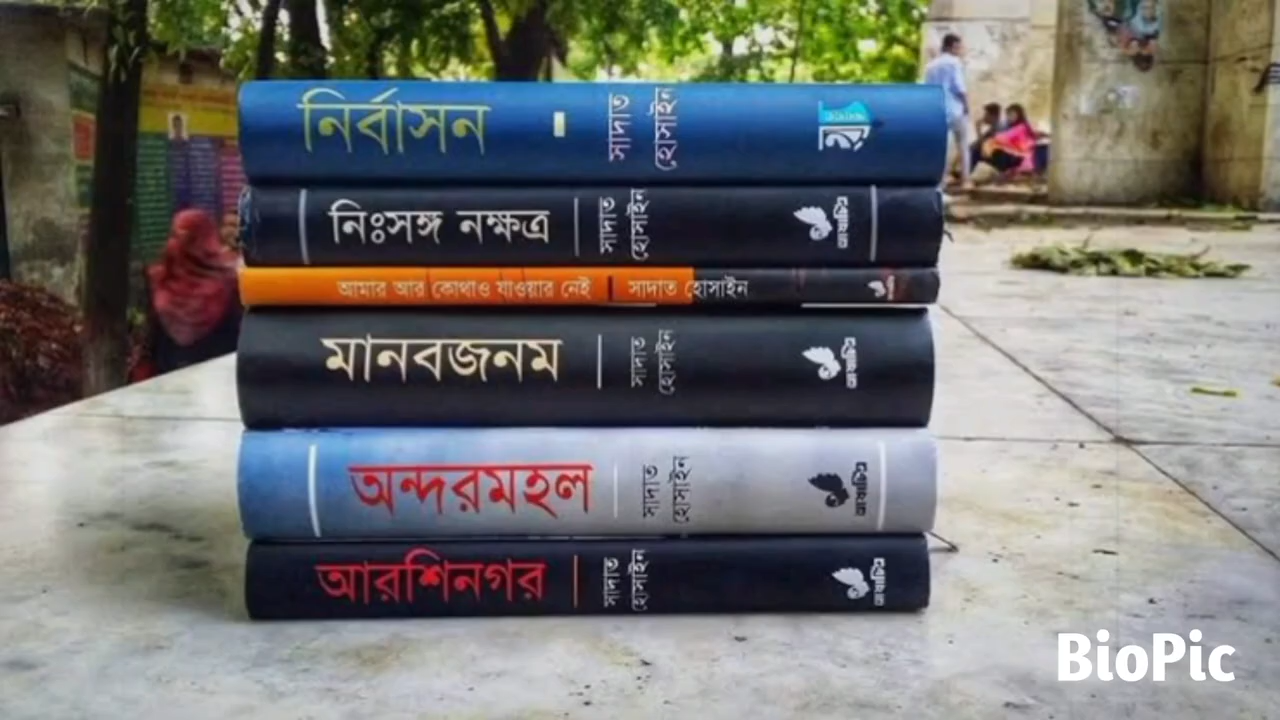 নির্বাসন সাদাত হোসাইন
নিঃসঙ্গ নক্ষত্র সাদাত হোসাইন ভাষাচিত্র
আমার আর কোথাও যাওয়ার নেই সাদাত হোসাইন
মানবজনম সাদাত হোসাইন ভাষাচিত্র
অন্দরমহল সাদাত হোসাইন ভাষাচিত্র
আরশিনগর সাদাত হোসাইন ভাষাচিত্র
BioPic